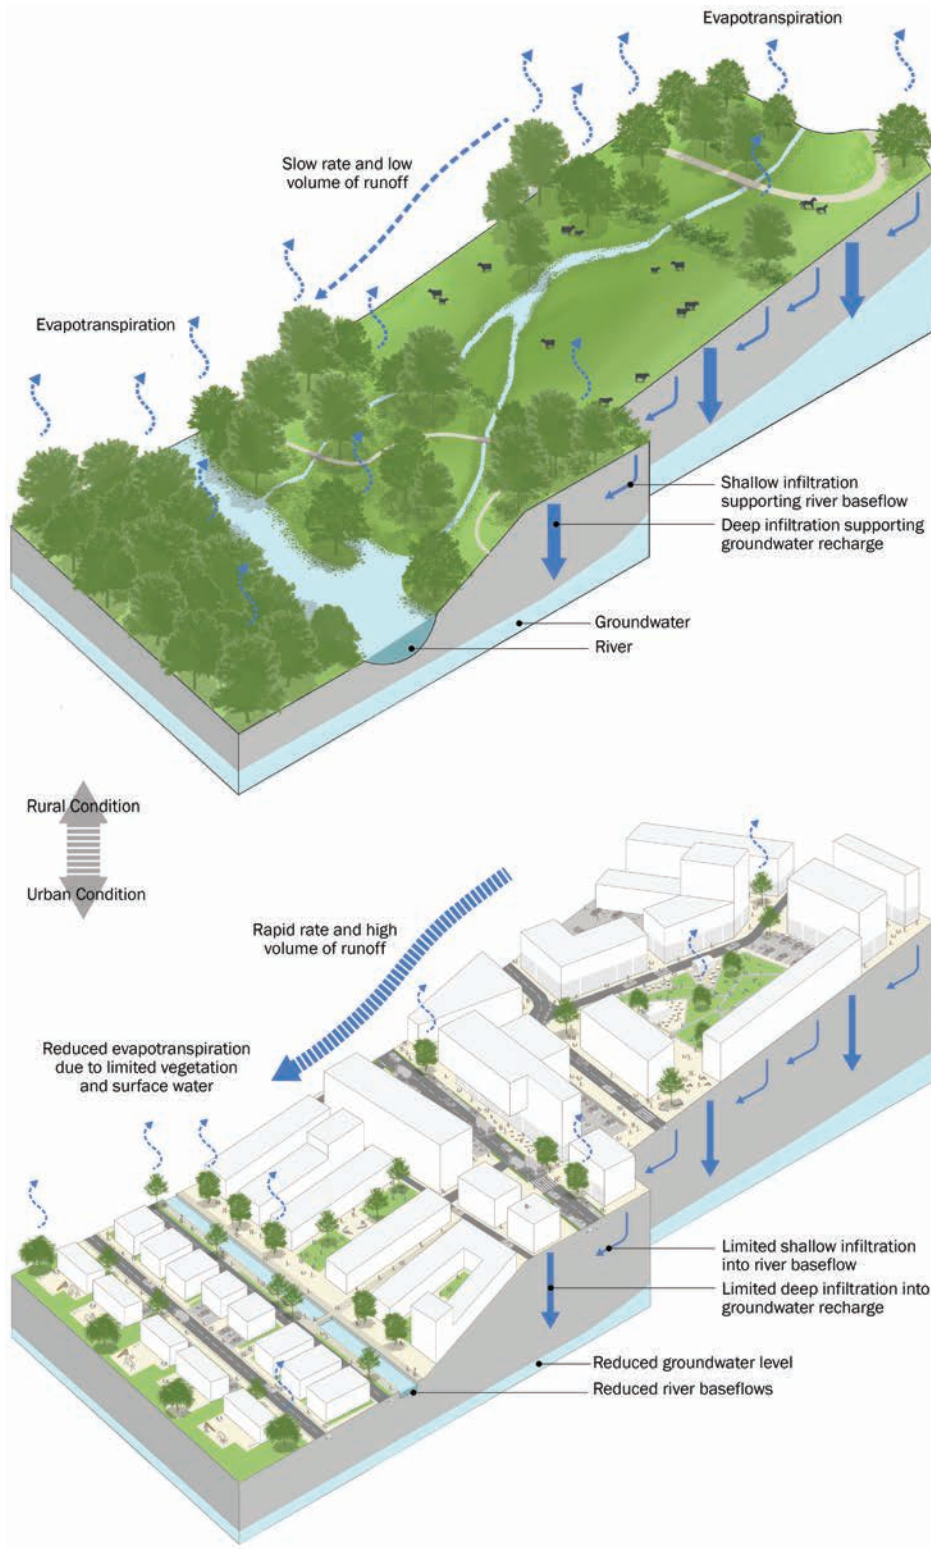 Evapotranspiration
Slow rate and low
volume of runoff
Evapotranspiration
Shallow infiltration
supporting river baseflow
Deep infiltration supporting
groundwater recharge
Groundwater
River
Rural Condition
Urban Condition
Rapid rate and high
volume of runoff
Reduced evapotranspiration
due to limited vegetation
and surface water
Limited shallow infiltration
into river baseflow
Limited deep infiltration into
groundwater recharge
Reduced groundwater level
Reduced river baseflows